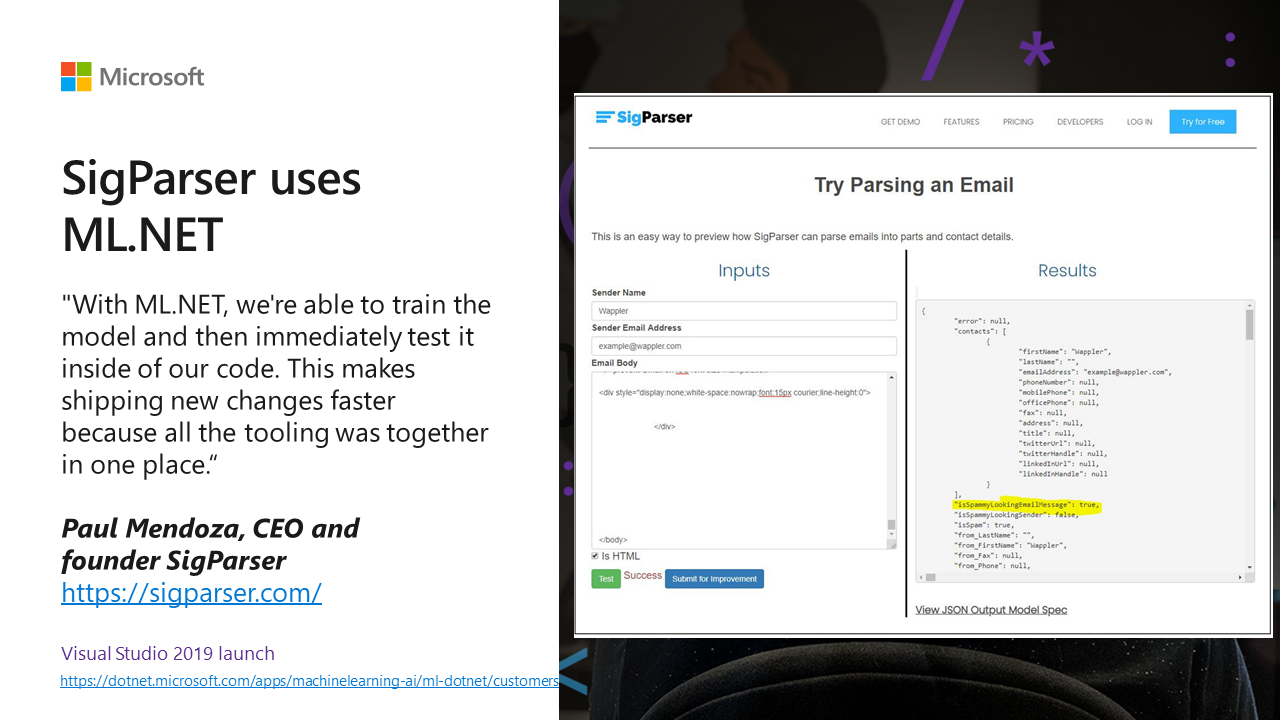 Microsoft
SigParser uses
ML.NET
"With ML.NET, we're able to train the
model and then immediately test it
inside of our code. This makes
shipping new changes faster
because all the tooling was together
in one place.“
Paul Mendoza, CEO and
founder SigParser
https://sigparser.com/
Visual Studio 2019 launch
https://dotnet.microsoft.com/apps/machinelearning-ai/ml-dotnet/customers
SigParser
GET DEMO
FEATURES
PRICING
DEVELOPERS
LOG IN
Try for Free
Try Parsing an Email
This is an easy way to preview how SigParser can parse emails into parts and contact details.
Inputs
Sender Name
Wappler
Sender Email Address
example@wappler.com
Email Body
<div style="display:none;white-space:nowrap;font:15px courier;line-height:0">
</div>
</body>
Is HTML
Test
Success
Submit for Improvement
Results
{
"error": null,
"contacts": [
{
"firstName": "Wappler",
"lastName": "",
"emailAddress": "example@wappler.com",
"phoneNumber": null,
"mobilePhone": null,
"officePhone": null,
"fax": null,
"address": null,
"title": null,
"twitterUrl": null,
"twitterHandle": null,
"linkedInUrl": null,
"linkedInHandle": null
}
],
"isSpammyLookingEmailMessage": true,
"isSpammyLookingSender": false,
"isSpam": true,
"from_LastName": "",
"from_FirstName": "Wappler",
"from_Fax": null,
"from_Phone": null,
View JSON Output Model Spec